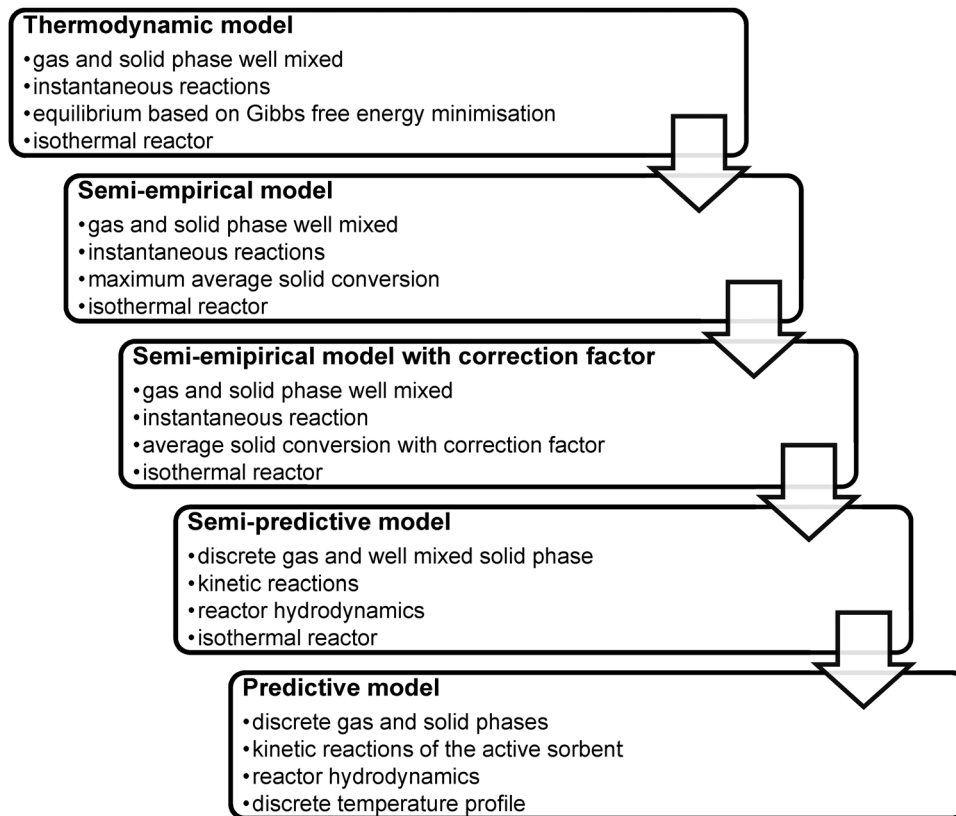 Thermodynamic model
•gas and solid phase well mixed
•instantaneous reactions
•equilibrium based on Gibbs free energy minimisation
•isothermal reactor
Semi-empirical model
•gas and solid phase well mixed
•instantaneous reactions
•maximum average solid conversion
•isothermal reactor
Semi-emipirical model with correction factor
•gas and solid phase well mixed
•instantaneous reaction
•average solid conversion with correction factor
•isothermal reactor
Semi-predictive model
•discrete gas and well mixed solid phase
•kinetic reactions
•reactor hydrodynamics
•isothermal reactor
Predictive model
•discrete gas and solid phases
•kinetic reactions of the active sorbent
•reactor hydrodynamics
•discrete temperature profile